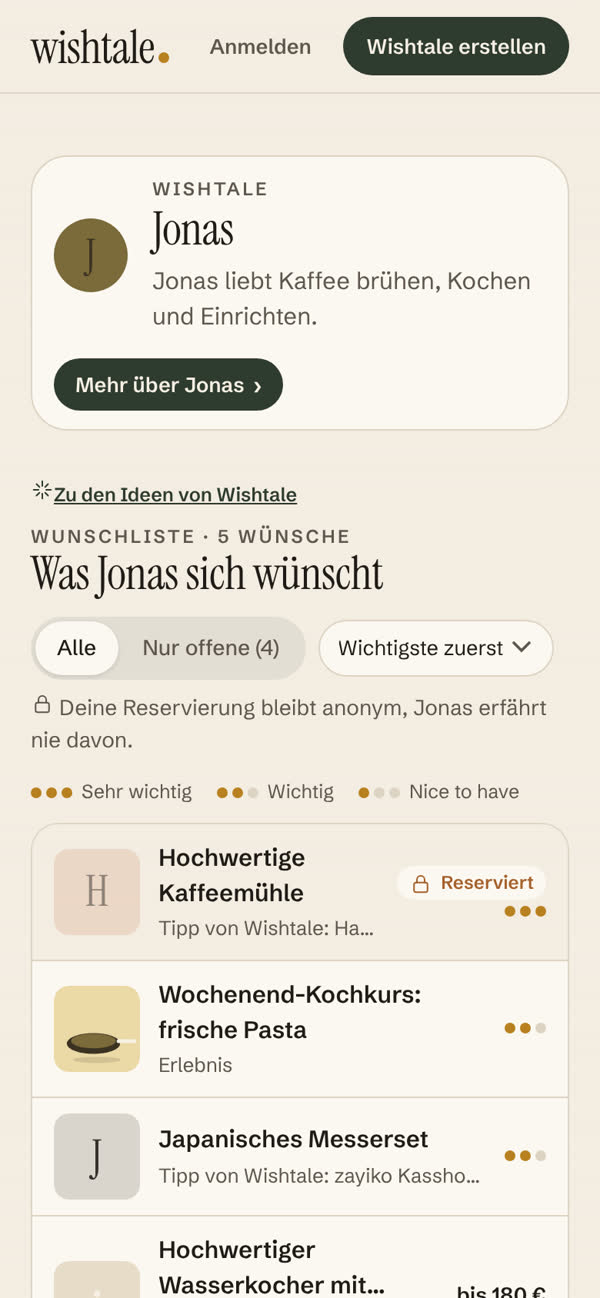 wishtale.
Anmelden
Wishtale erstellen
WISHTALE
J
Jonas
Jonas liebt Kaffee brühen, Kochen
und Einrichten.
Mehr über Jonas ›
Zu den Ideen von Wishtale
WUNSCHLISTE · 5 WÜNSCHE
Was Jonas sich wünscht
Alle
Nur offene (4)
Wichtigste zuerst
Deine Reservierung bleibt anonym, Jonas erfährt
nie davon.
Sehr wichtig
Wichtig
Nice to have
H
Hochwertige
Kaffeemühle
Tipp von Wishtale: Ha...
Reserviert
Wochenend-Kochkurs:
frische Pasta
Erlebnis
J
Japanisches Messerset
Tipp von Wishtale: zayiko Kassho...
Hochwertiger
Wasserkocher mit...
bis 180 €